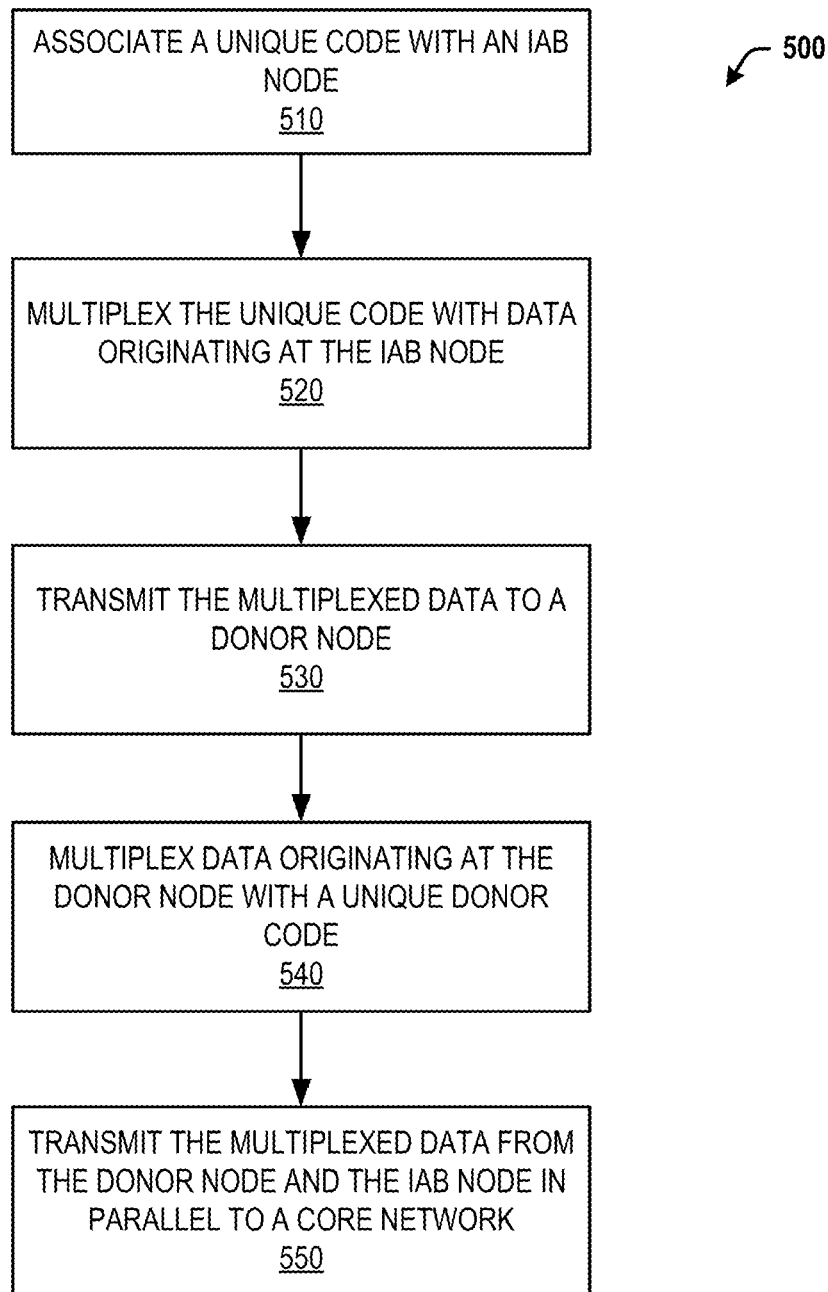 ASSOCIATE A UNIQUE CODE WITH AN IAB
NODE
510
500
MULTIPLEX THE UNIQUE CODE WITH DATA
ORIGINATING AT THE IAB NODE
520
TRANSMIT THE MULTIPLEXED DATA TO A
DONOR NODE
530
MULTIPLEX DATA ORIGINATING AT THE
DONOR NODE WITH A UNIQUE DONOR
CODE
540
TRANSMIT THE MULTIPLEXED DATA FROM
THE DONOR NODE AND THE IAB NODE IN
PARALLEL TO A CORE NETWORK
550